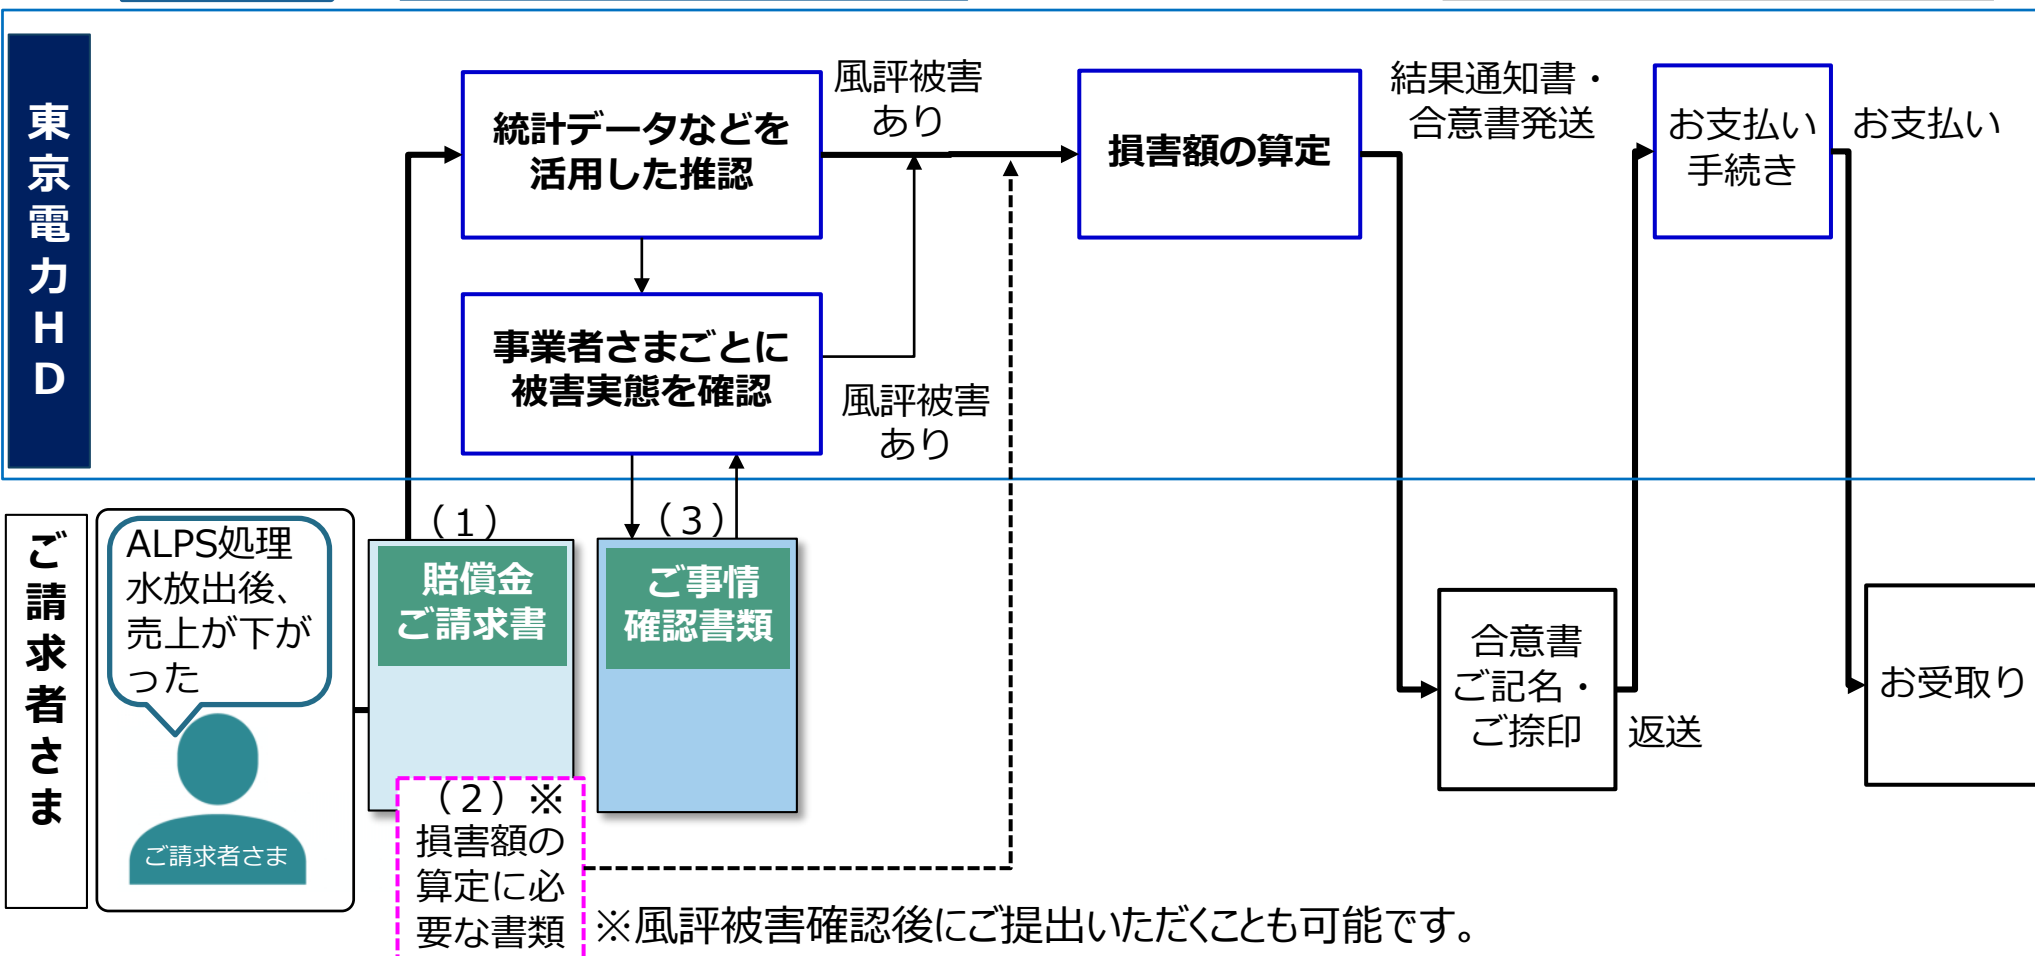 東京電力HD
統計データなどを
活用した推認
風評被害
あり
損害額の算定
結果通知書・
合意書発送
お支払い
手続き
お支払い
事業者さまごとに
被害実態を確認
風評被害
あり
ご請求者さま
ALPS処理
水放出後、
売上が下が
った
ご請求者さま
（1）
賠償金
ご請求書
（3）
ご事情
確認書類
（2）※
損害額の
算定に必
要な書類
合意書
ご記名・
ご捺印
返送
お受取り
※風評被害確認後にご提出いただくことも可能です。